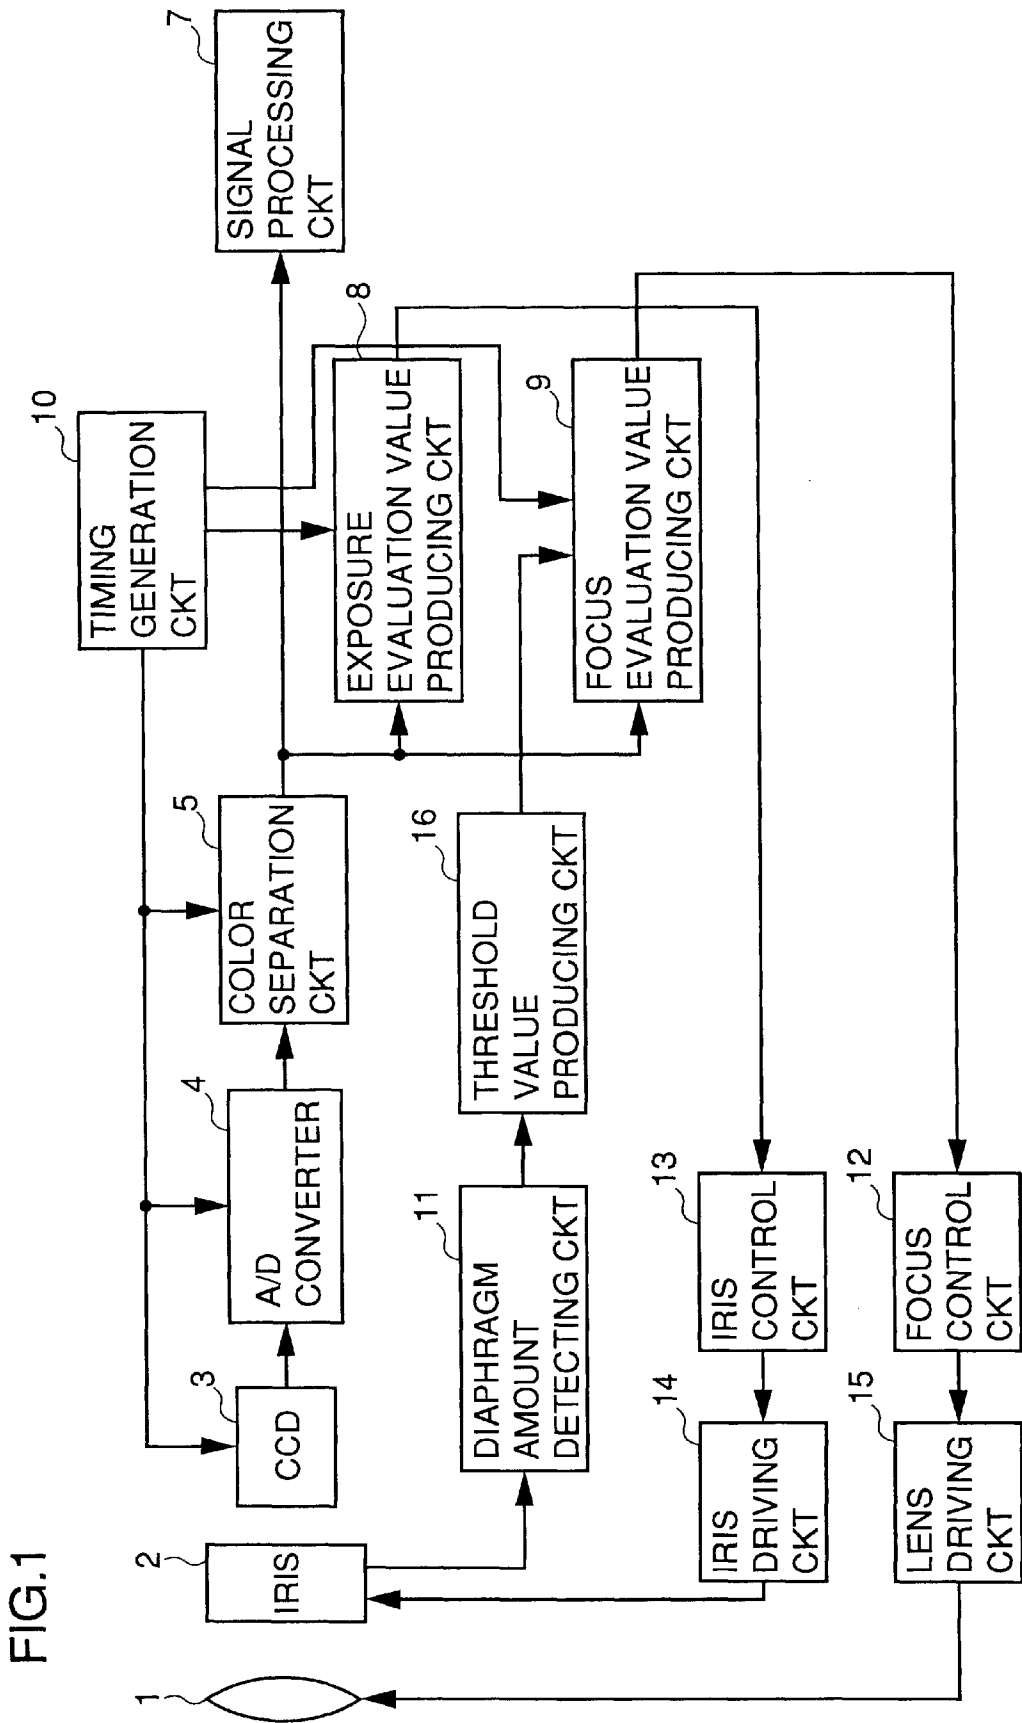 FIG.1
1
2
IRIS
3
CCD
4
A/D
CONVERTER
5
COLOR
SEPARATION
CKT
10
TIMING
GENERATION
CKT
7
SIGNAL
PROCESSING
CKT
8
EXPOSURE
EVALUATION VALUE
PRODUCING CKT
9
FOCUS
EVALUATION VALUE
PRODUCING CKT
11
DIAPHRAGM
AMOUNT
DETECTING CKT
16
THRESHOLD
VALUE
PRODUCING CKT
14
IRIS
DRIVING
CKT
13
IRIS
CONTROL
CKT
15
LENS
DRIVING
CKT
12
FOCUS
CONTROL
CKT